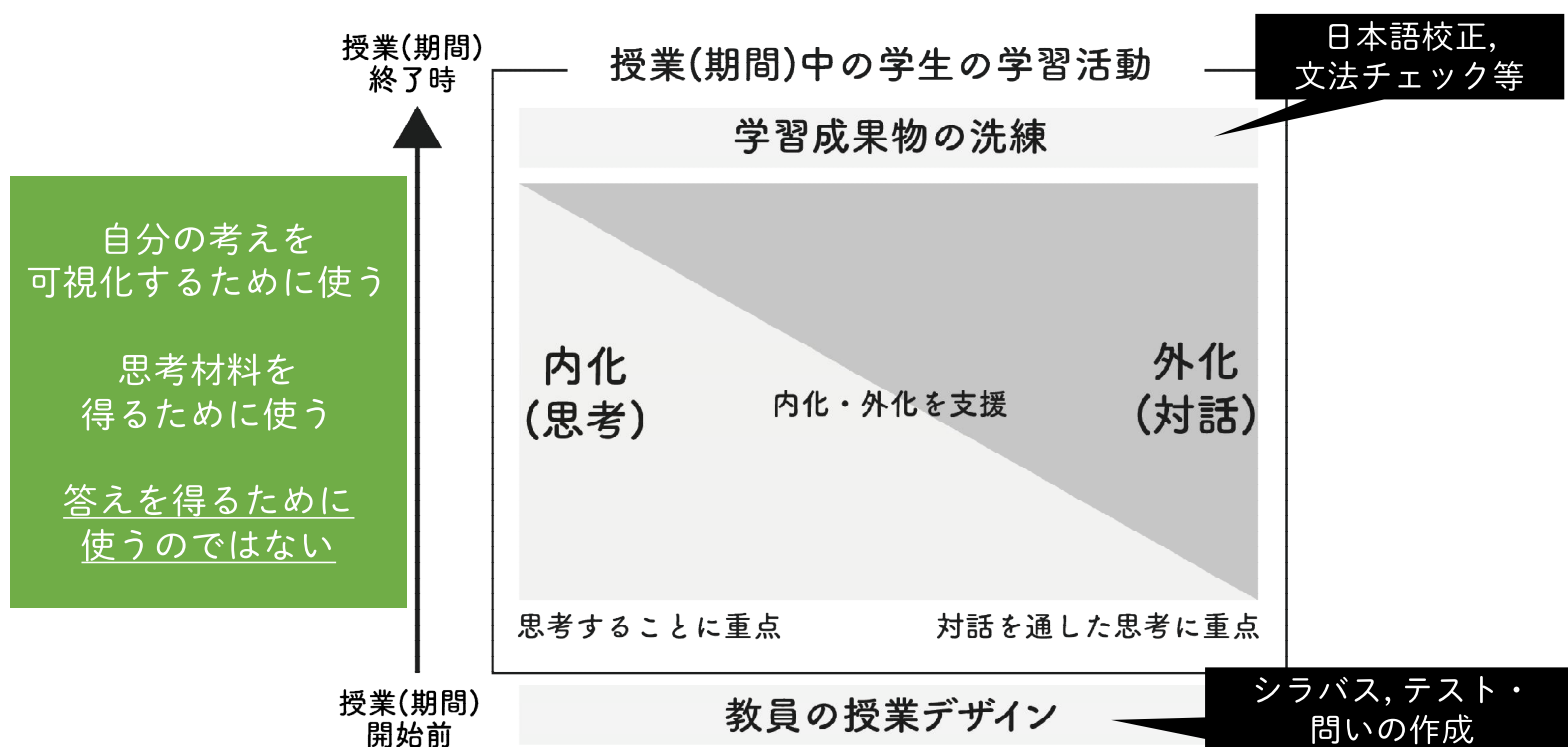 授業(期間)
終了時
授業(期間)中の学生の学習活動
日本語校正,
文法チェック等
学習成果物の洗練
自分の考えを
可視化するために使う
思考材料を
得るために使う
答えを得るために
使うのではない
内化
(思考)
内化・外化を支援
外化
(対話)
思考することに重点
対話を通した思考に重点
授業(期間)
開始前
教員の授業デザイン
シラバス, テスト・
問いの作成